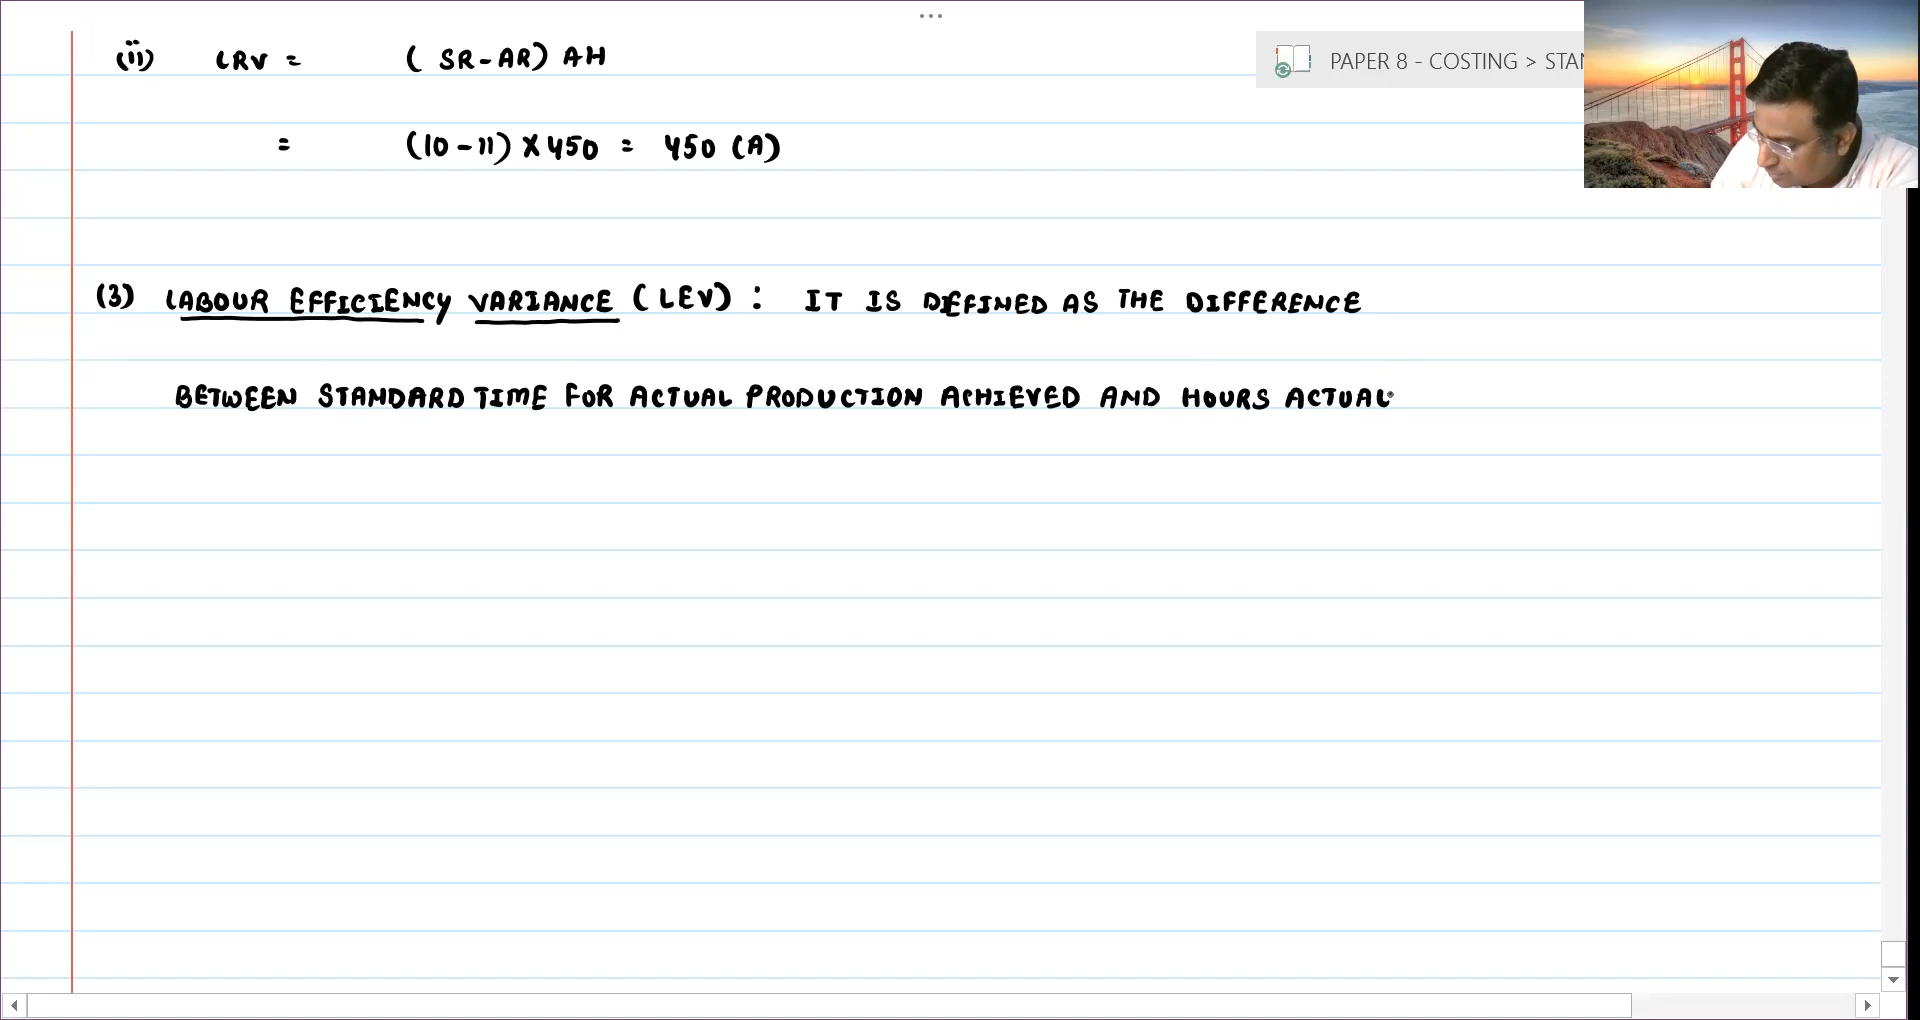 (ii) LRV = (SR-AR) AH
PAPER 8 - COSTING > STAN
= (10-11) X 450 = 450 (A)
(3) LABOUR EFFICIENCY VARIANCE (LEV) : IT IS DEFINED AS THE DIFFERENCE
BETWEEN STANDARD TIME FOR ACTUAL PRODUCTION ACHIEVED AND HOURS ACTUAL